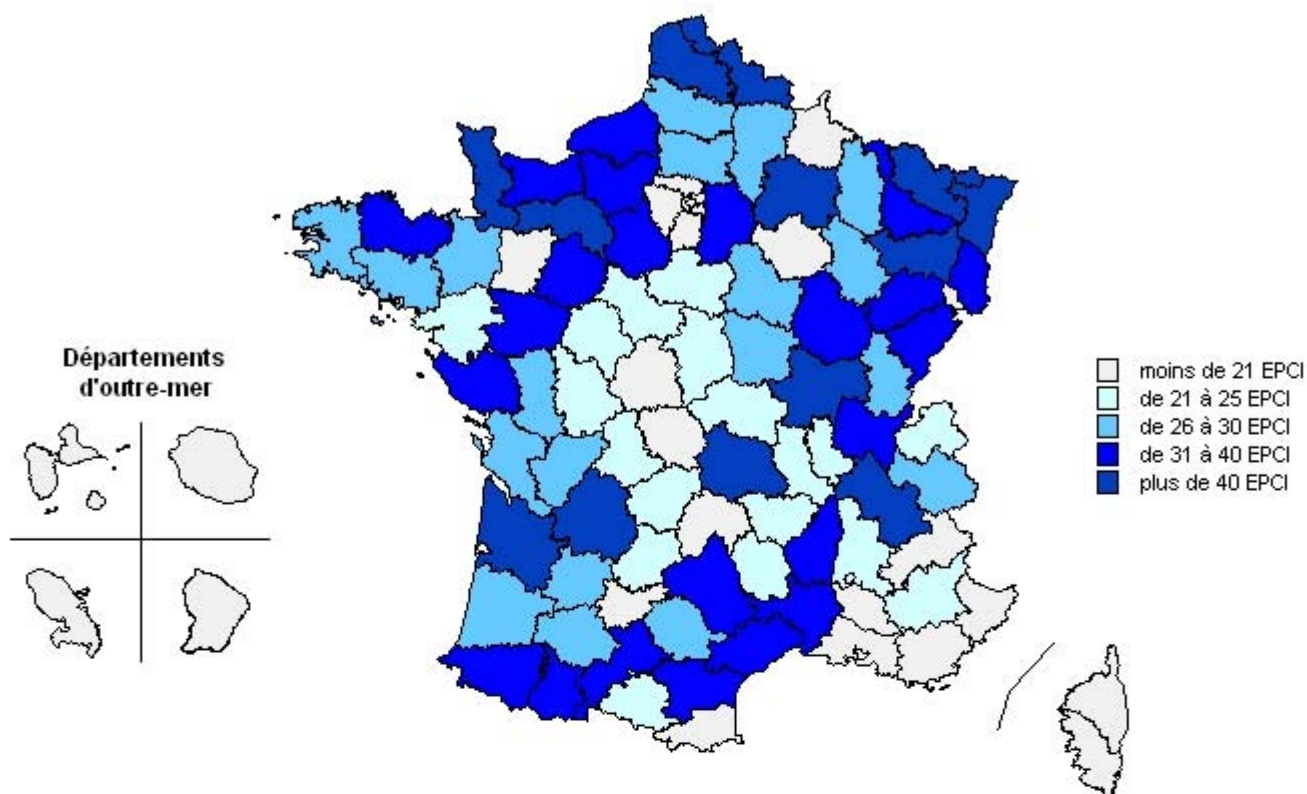 Départements
d'outre-mer
moins de 21 EPCI
de 21 à 25 EPCI
de 26 à 30 EPCI
de 31 à 40 EPCI
plus de 40 EPCI